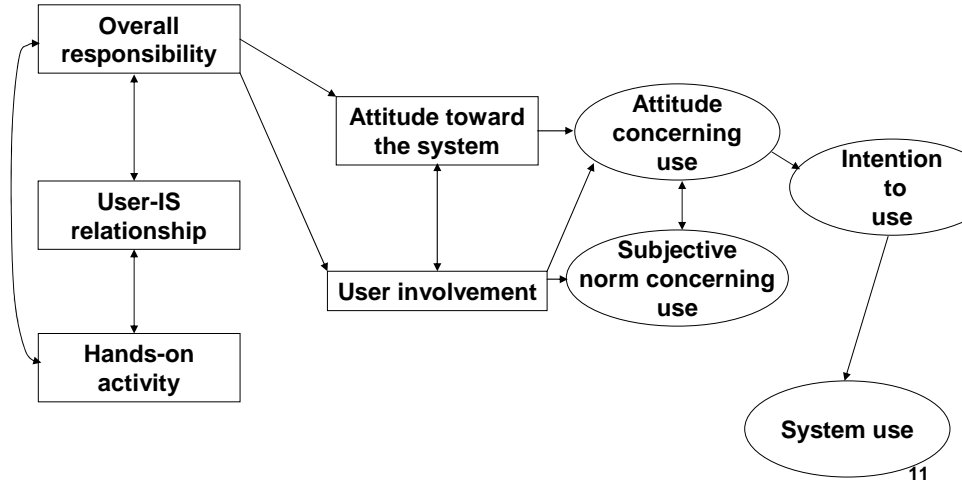 Overall
responsibility
Attitude toward
the system
Attitude
concerning
use
Intention
to
use
User-IS
relationship
User involvement
Subjective
norm concerning
use
Hands-on
activity
System use
11